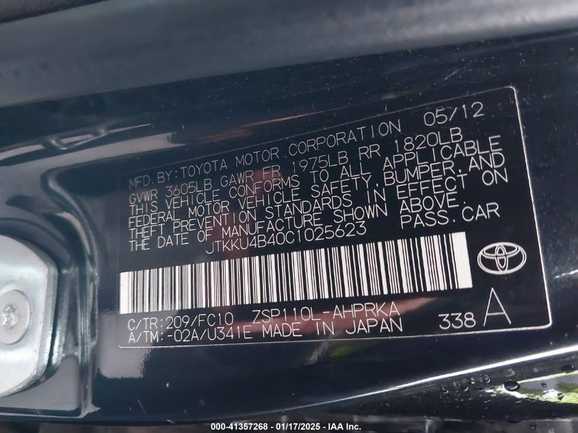 MFD. BY: TOYOTA MOTOR CORPORATION 05/12
GVWR 3605LB GAWR FR 1975LB RR 1820LB
THIS VEHICLE CONFORMS TO ALL APPLICABLE
FEDERAL MOTOR VEHICLE SAFETY, BUMPER, AND
THEFT PREVENTION STANDARDS IN EFFECT ON
THE DATE OF MANUFACTURE SHOWN ABOVE.
JTKKU4B40C1025623 PASS. CAR
C/TR: 209/FC10 ZSP110L-AHPRKA
A/TM: -02A/U341E MADE IN JAPAN 338 A
000-41357268 - 01/17/2025 - IAA Inc.